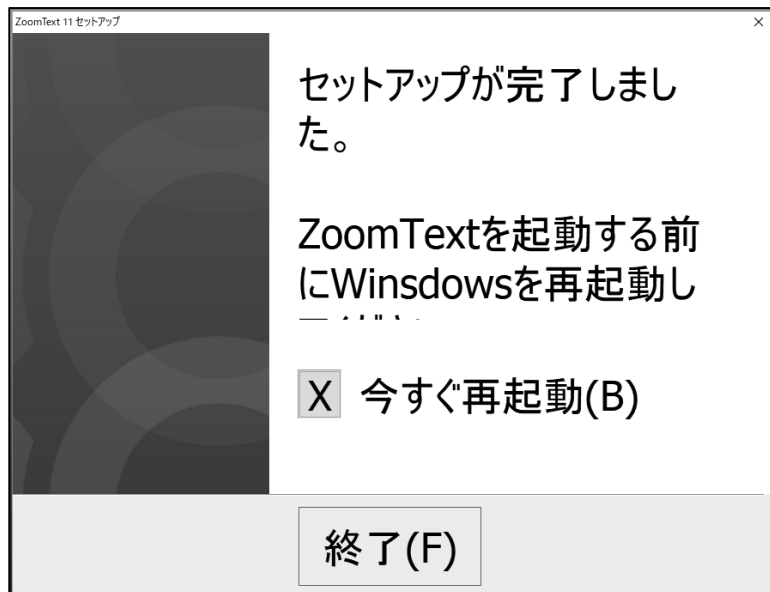 ZoomText 11 セットアップ
セットアップが完了しまし
た。
ZoomTextを起動する前
にWinsdowsを再起動し
X 今すぐ再起動(B)
終了(F)